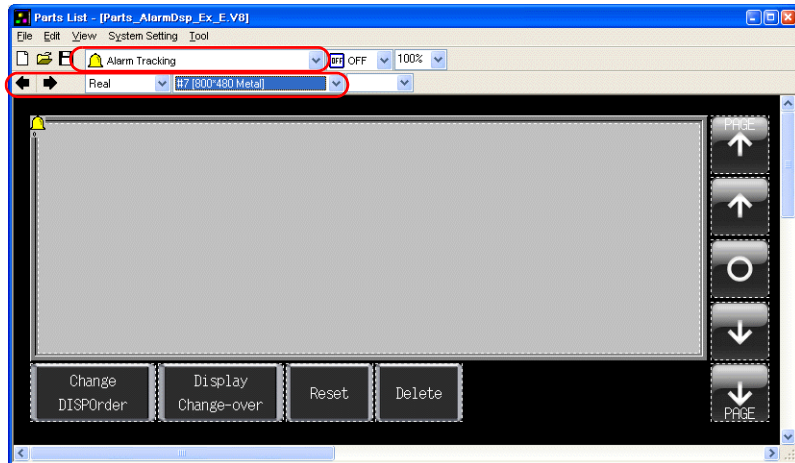 Parts List - [Parts_AlarmDsp_Ex_E.V8]
File Edit View System Setting Tool
Alarm Tracking OFF OFF 100%
Real #7 [800*480 Metal]
PAGE
Change
DISPOrder
Display
Change-over
Reset
Delete
PAGE